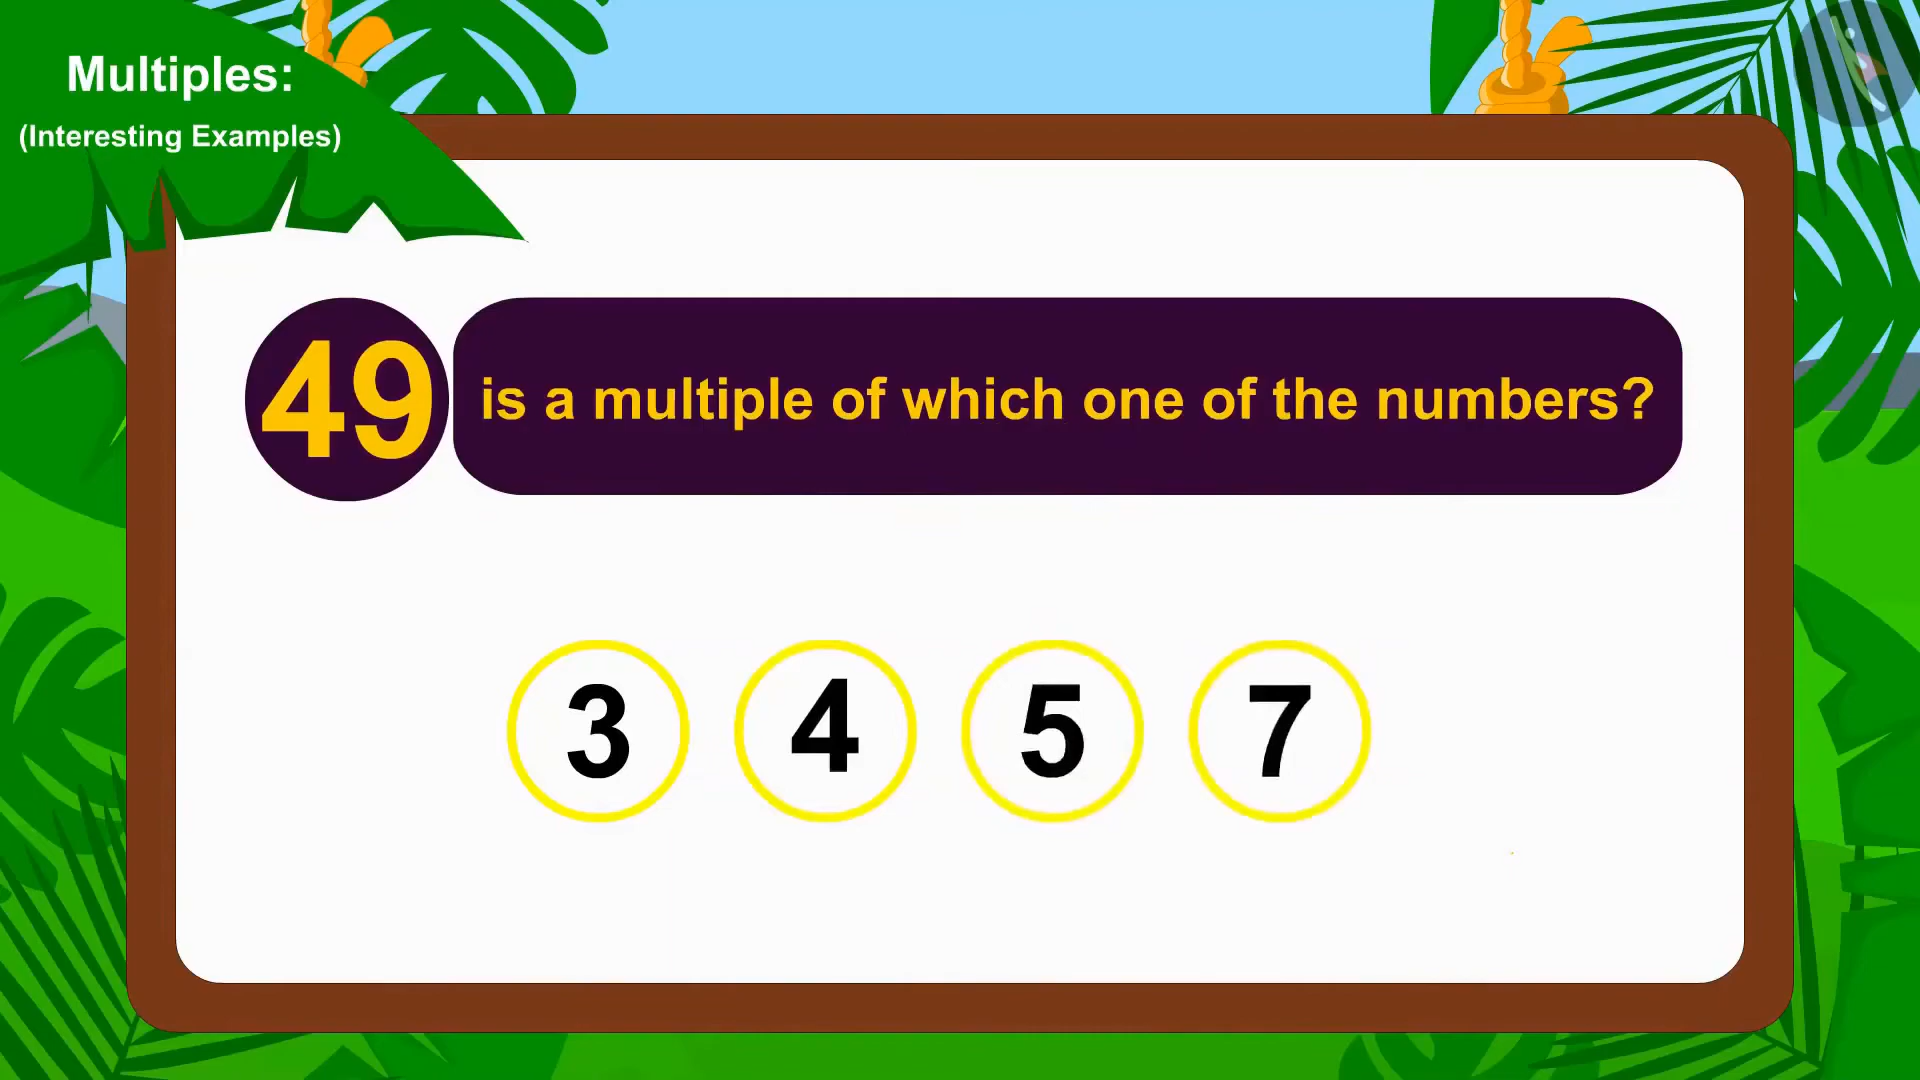 Multiples:
(Interesting Examples)
49 is a multiple of which one of the numbers?
3 4 5 7